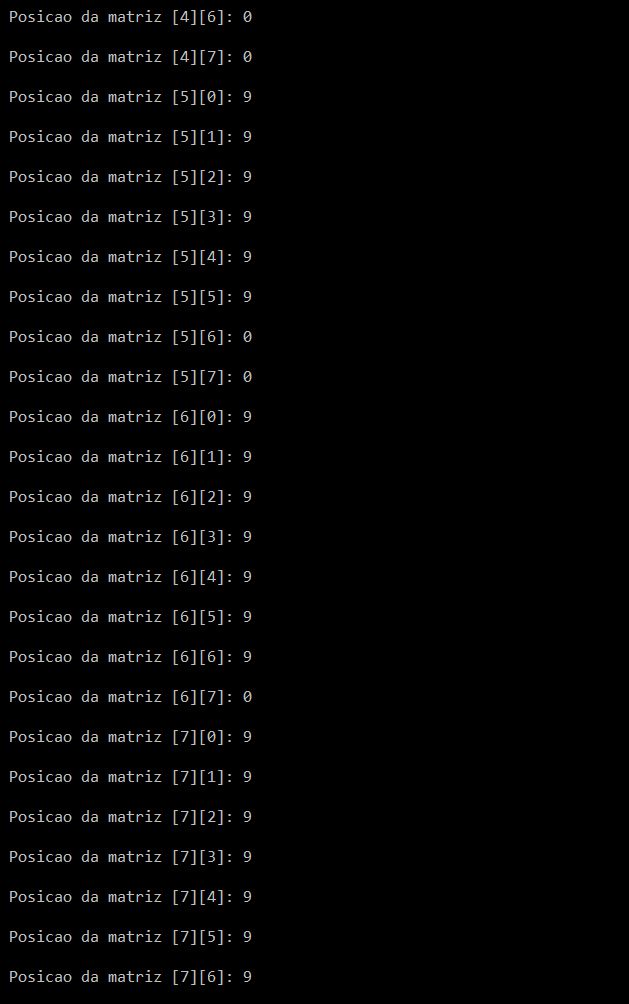 Posicao da matriz [4][6]: 0
Posicao da matriz [4][7]: 0
Posicao da matriz [5][0]: 9
Posicao da matriz [5][1]: 9
Posicao da matriz [5][2]: 9
Posicao da matriz [5][3]: 9
Posicao da matriz [5][4]: 9
Posicao da matriz [5][5]: 9
Posicao da matriz [5][6]: 0
Posicao da matriz [5][7]: 0
Posicao da matriz [6][0]: 9
Posicao da matriz [6][1]: 9
Posicao da matriz [6][2]: 9
Posicao da matriz [6][3]: 9
Posicao da matriz [6][4]: 9
Posicao da matriz [6][5]: 9
Posicao da matriz [6][6]: 9
Posicao da matriz [6][7]: 0
Posicao da matriz [7][0]: 9
Posicao da matriz [7][1]: 9
Posicao da matriz [7][2]: 9
Posicao da matriz [7][3]: 9
Posicao da matriz [7][4]: 9
Posicao da matriz [7][5]: 9
Posicao da matriz [7][6]: 9